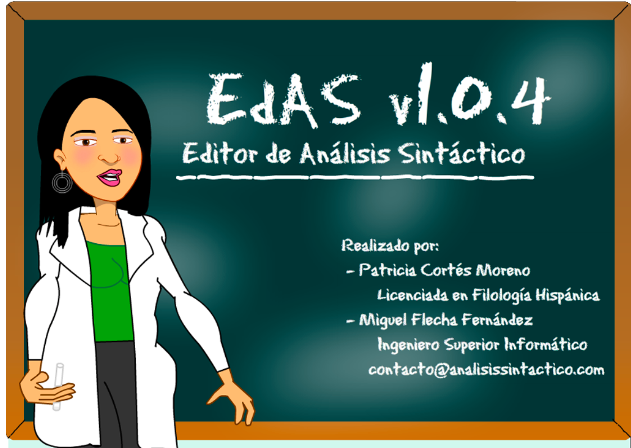 EdAS v1.0.4
Editor de Análisis Sintáctico
Realizado por:
- Patricia Cortés Moreno
Licenciada en Filología Hispánica
- Miguel Flecha Fernández
Ingeniero Superior Informático
contacto@analisissintactico.com